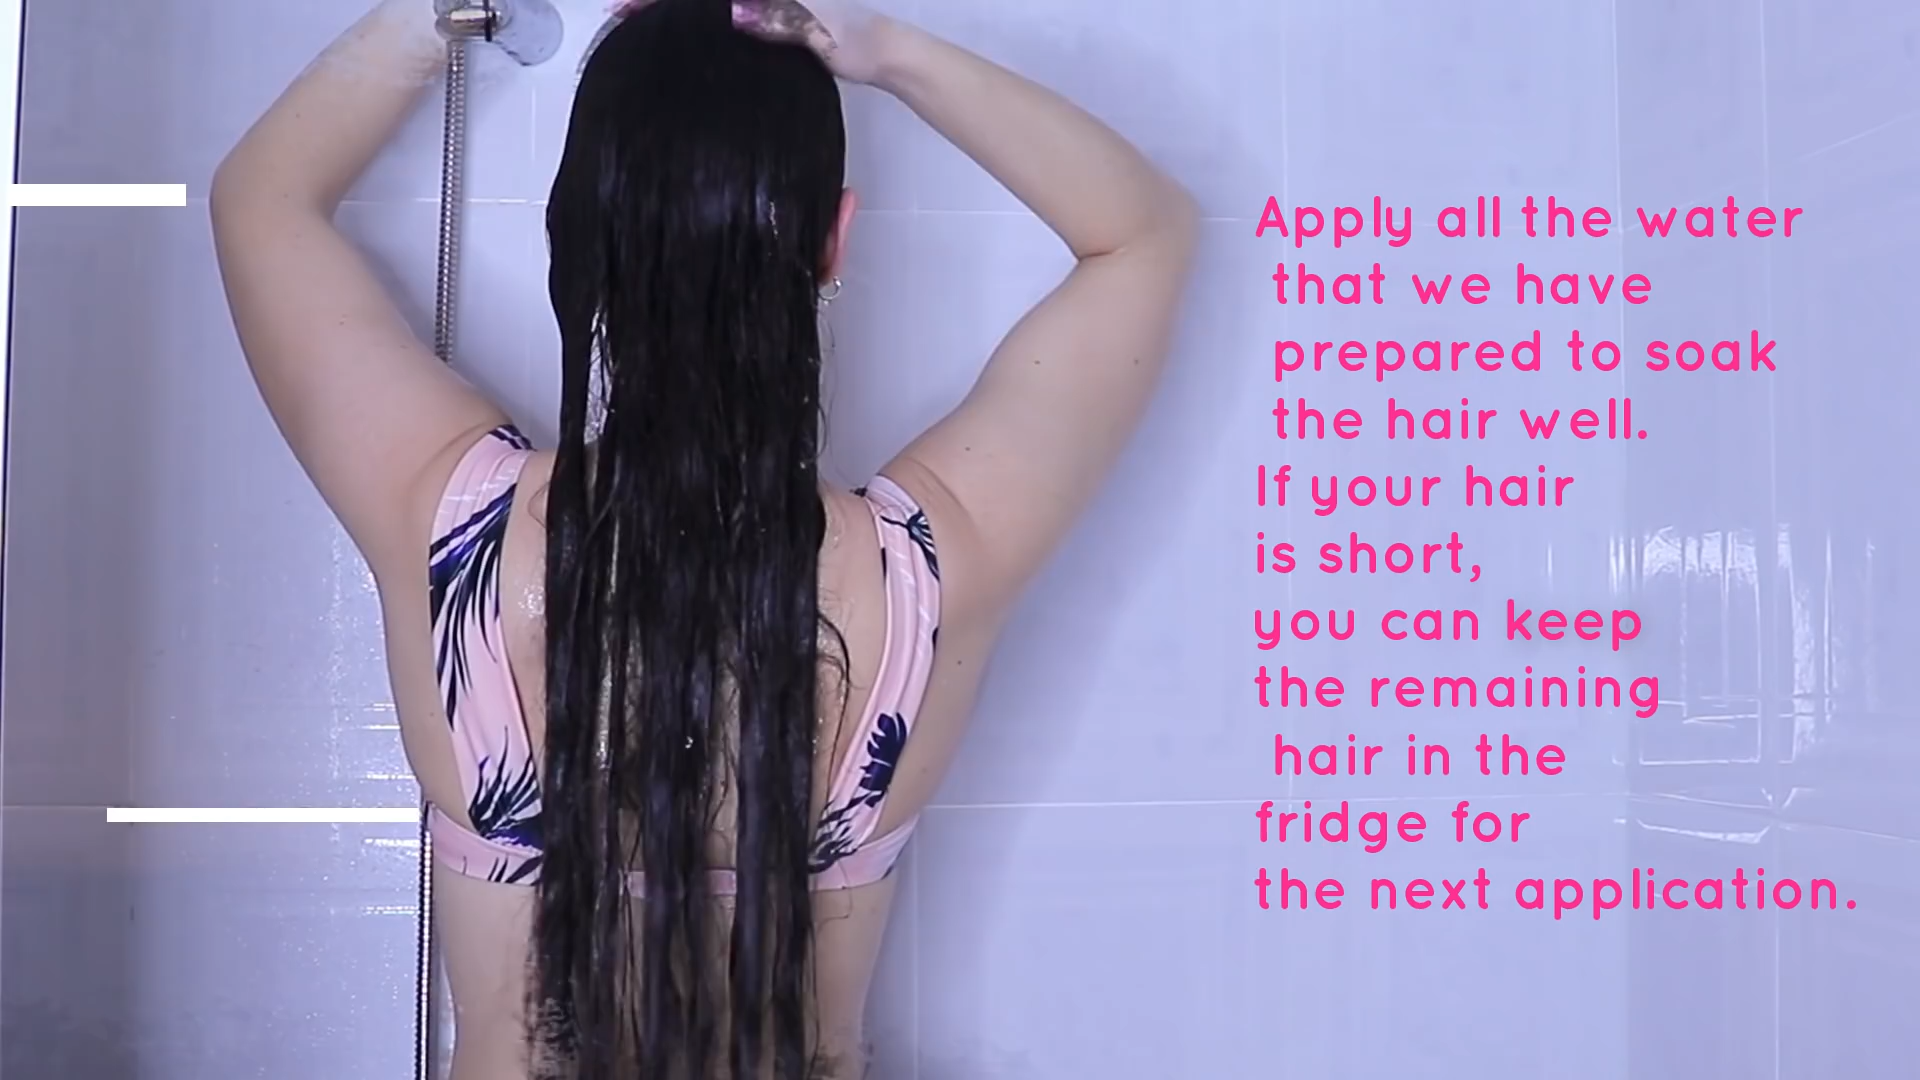 Apply all the water
that we have
prepared to soak
the hair well.
If your hair
is short,
you can keep
the remaining
hair in the
fridge for
the next application.